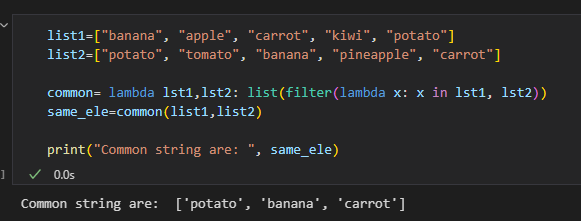 list1=["banana", "apple", "carrot", "kiwi", "potato"]
list2=["potato", "tomato", "banana", "pineapple", "carrot"]
common= lambda lst1,lst2: list(filter(lambda x: x in lst1, lst2))
same_ele=common(list1,list2)
print("Common string are: ", same_ele)
] ✓ 0.0s
Common string are:  ['potato', 'banana', 'carrot']